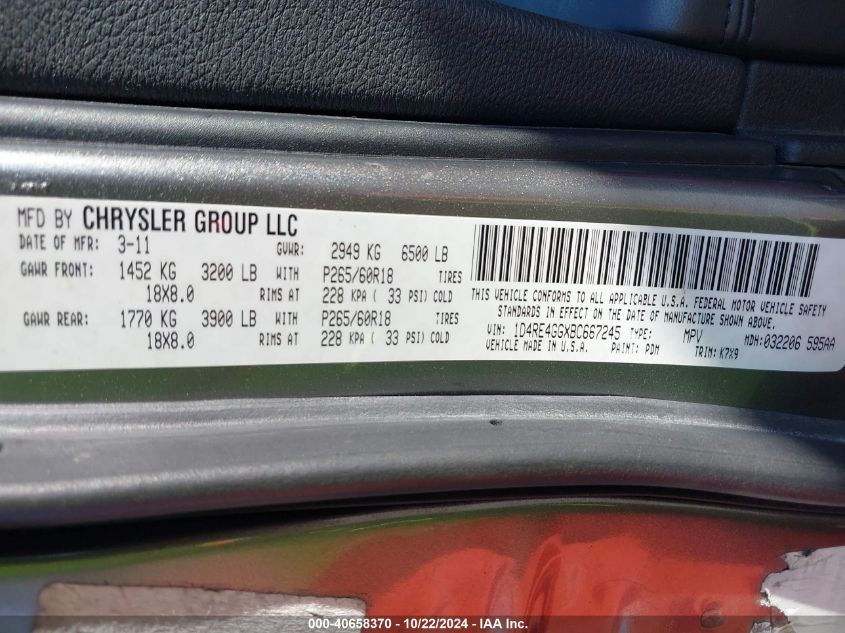 MFD BY CHRYSLER GROUP LLC
DATE OF MFR: 3-11 GVWR: 2949 KG 6500 LB
GAWR FRONT: 1452 KG 3200 LB WITH P265/60R18 TIRES
18X8.0 RIMS AT 228 KPA ( 33 PSI) COLD
GAWR REAR: 1770 KG 3900 LB WITH P265/60R18 TIRES
18X8.0 RIMS AT 228 KPA ( 33 PSI) COLD
THIS VEHICLE CONFORMS TO ALL APPLICABLE U.S.A. FEDERAL MOTOR VEHICLE SAFETY
STANDARDS IN EFFECT ON THE DATE OF MANUFACTURE SHOWN ABOVE.
VIN: 1D4RE4GGXBC667245 TYPE: MPV MDH: 032206 595AA
VEHICLE MADE IN U.S.A. PAINT: PDM TRIM: K7X9
000-40658370 - 10/22/2024 - IAA Inc.